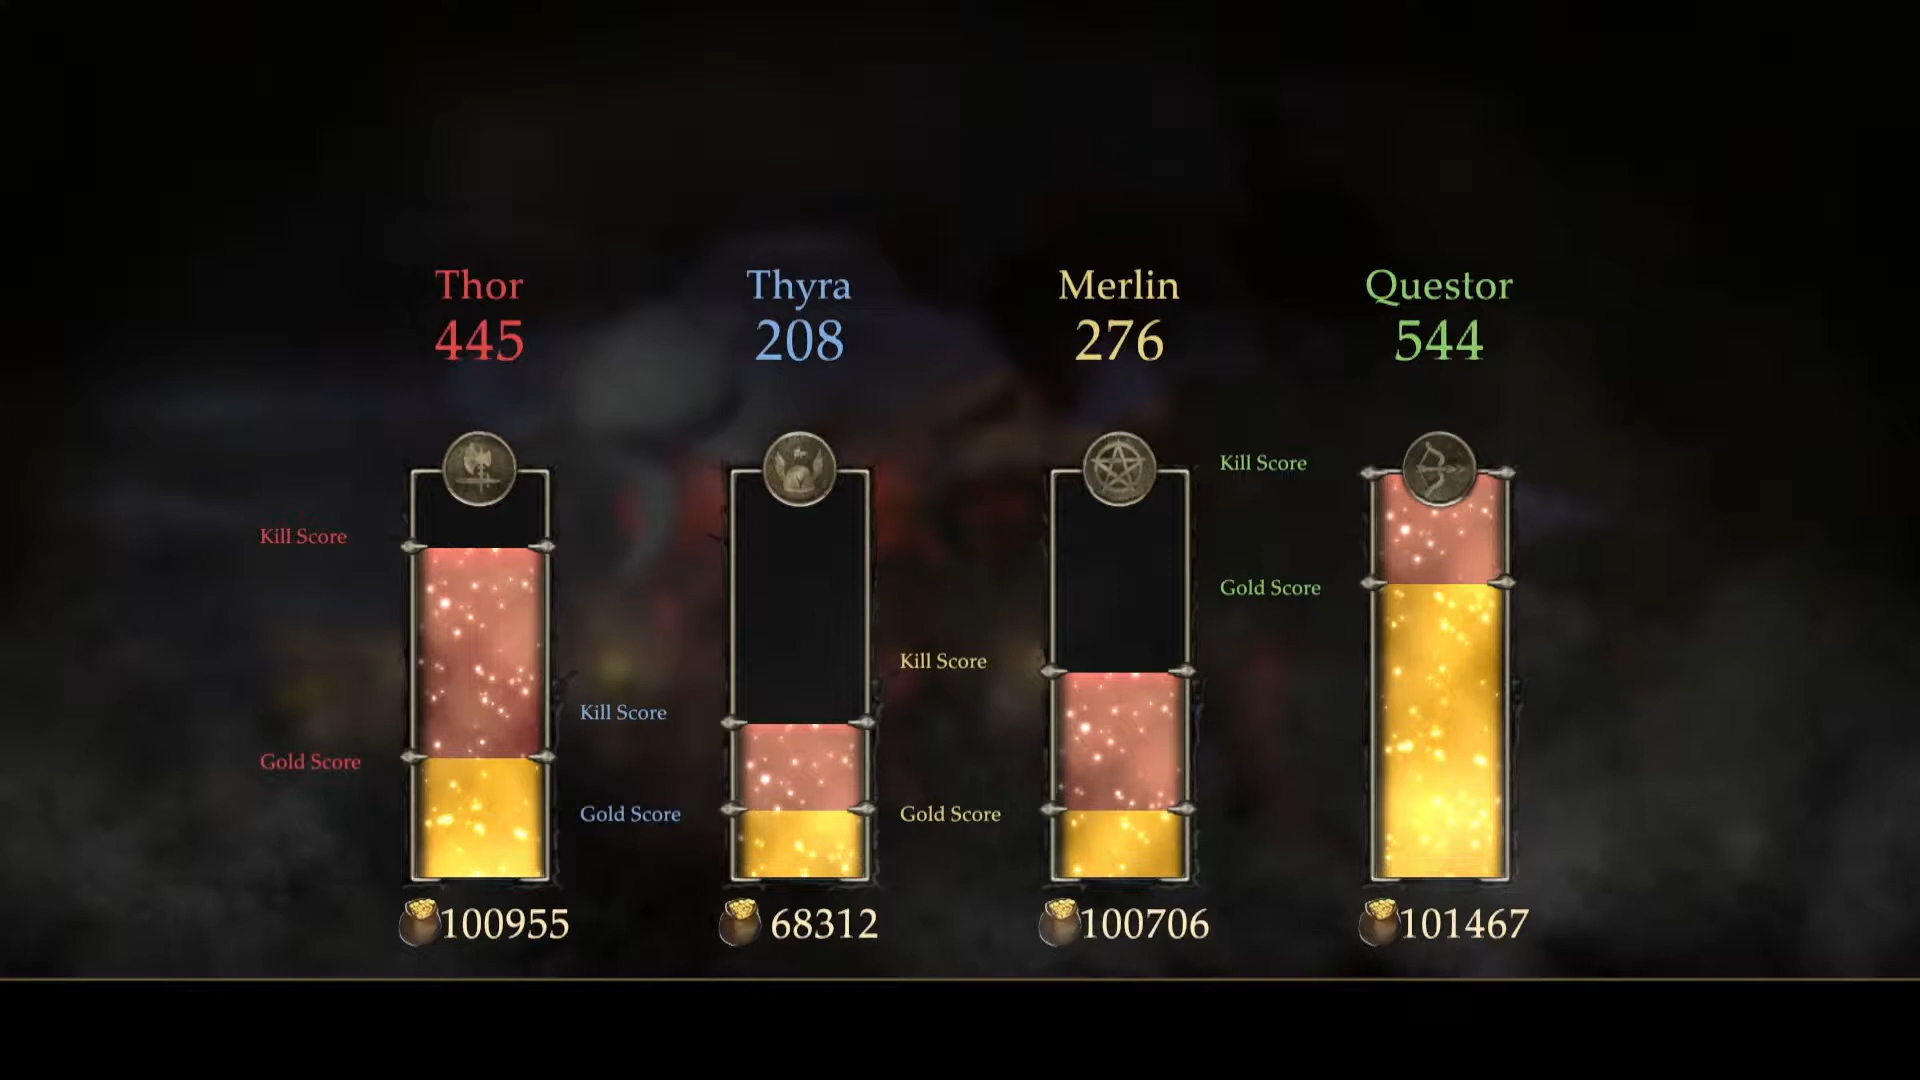 Thor
445
Thyra
208
Merlin
276
Questor
544
Kill Score
Gold Score
Kill Score
Gold Score
Kill Score
Gold Score
Kill Score
Gold Score
100955
68312
100706
101467